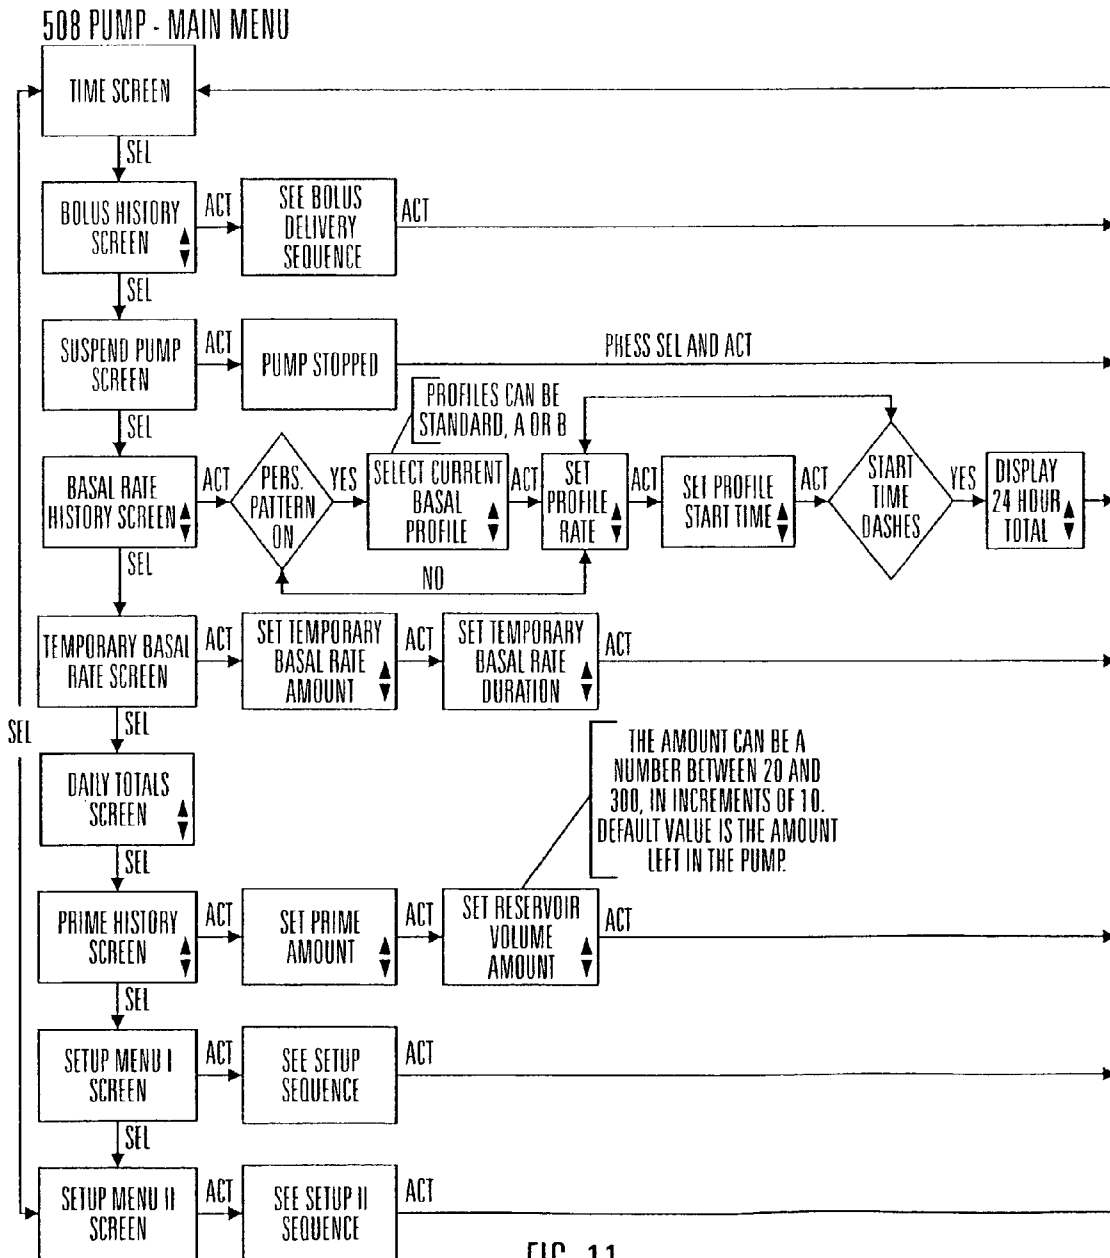 508 PUMP - MAIN MENU
TIME SCREEN
SEL
BOLUS HISTORY
SCREEN
ACT
SEE BOLUS
DELIVERY
SEQUENCE
ACT
SEL
SUSPEND PUMP
SCREEN
ACT
PUMP STOPPED
PRESS SEL AND ACT
PROFILES CAN BE
STANDARD, A OR B
SEL
BASAL RATE
HISTORY SCREEN
ACT
PERS.
PATTERN
ON
YES
SELECT CURRENT
BASAL
PROFILE
ACT
SET
PROFILE
RATE
ACT
SET PROFILE
START TIME
ACT
START
TIME
DASHES
YES
DISPLAY
24 HOUR
TOTAL
NO
SEL
TEMPORARY BASAL
RATE SCREEN
ACT
SET TEMPORARY
BASAL RATE
AMOUNT
ACT
SET TEMPORARY
BASAL RATE
DURATION
ACT
SEL
SEL
DAILY TOTALS
SCREEN
THE AMOUNT CAN BE A
NUMBER BETWEEN 20 AND
300, IN INCREMENTS OF 10.
DEFAULT VALUE IS THE AMOUNT
LEFT IN THE PUMP.
SEL
PRIME HISTORY
SCREEN
ACT
SET PRIME
AMOUNT
ACT
SET RESERVOIR
VOLUME
AMOUNT
ACT
SEL
SETUP MENU I
SCREEN
ACT
SEE SETUP
SEQUENCE
ACT
SEL
SETUP MENU II
SCREEN
ACT
SEE SETUP II
SEQUENCE
ACT
FIG. 11